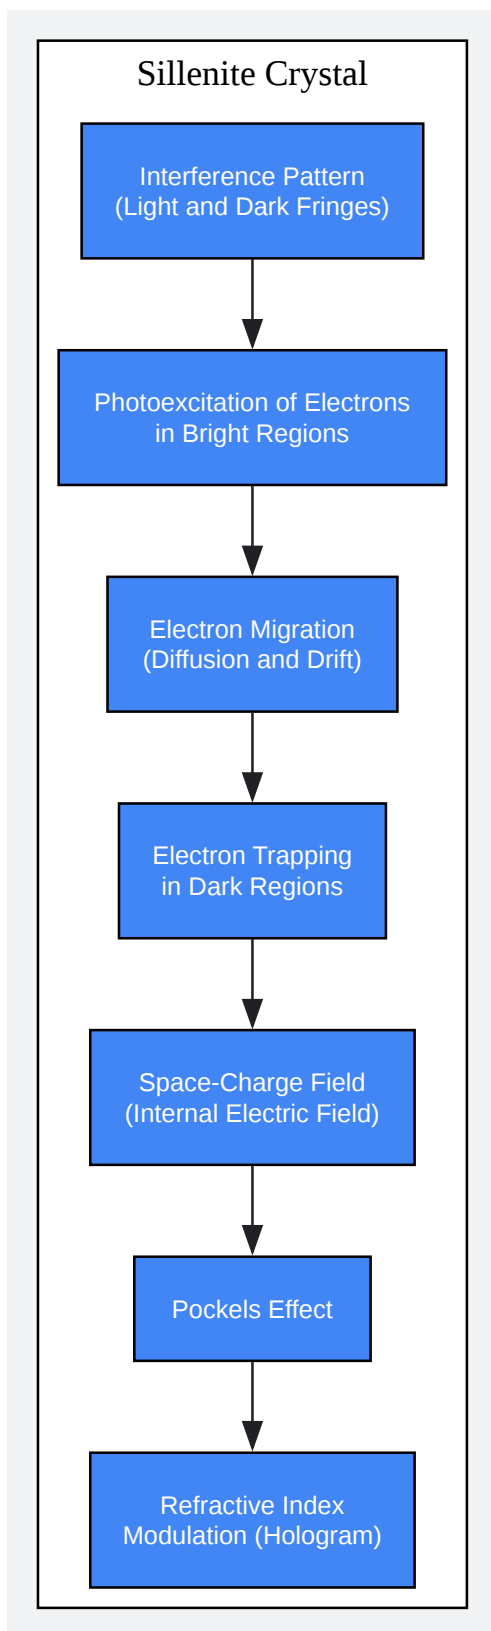 Sillenite Crystal
Interference Pattern
(Light and Dark Fringes)
Photoexcitation of Electrons
in Bright Regions
Electron Migration
(Diffusion and Drift)
Electron Trapping
in Dark Regions
Space-Charge Field
(Internal Electric Field)
Pockels Effect
Refractive Index
Modulation (Hologram)